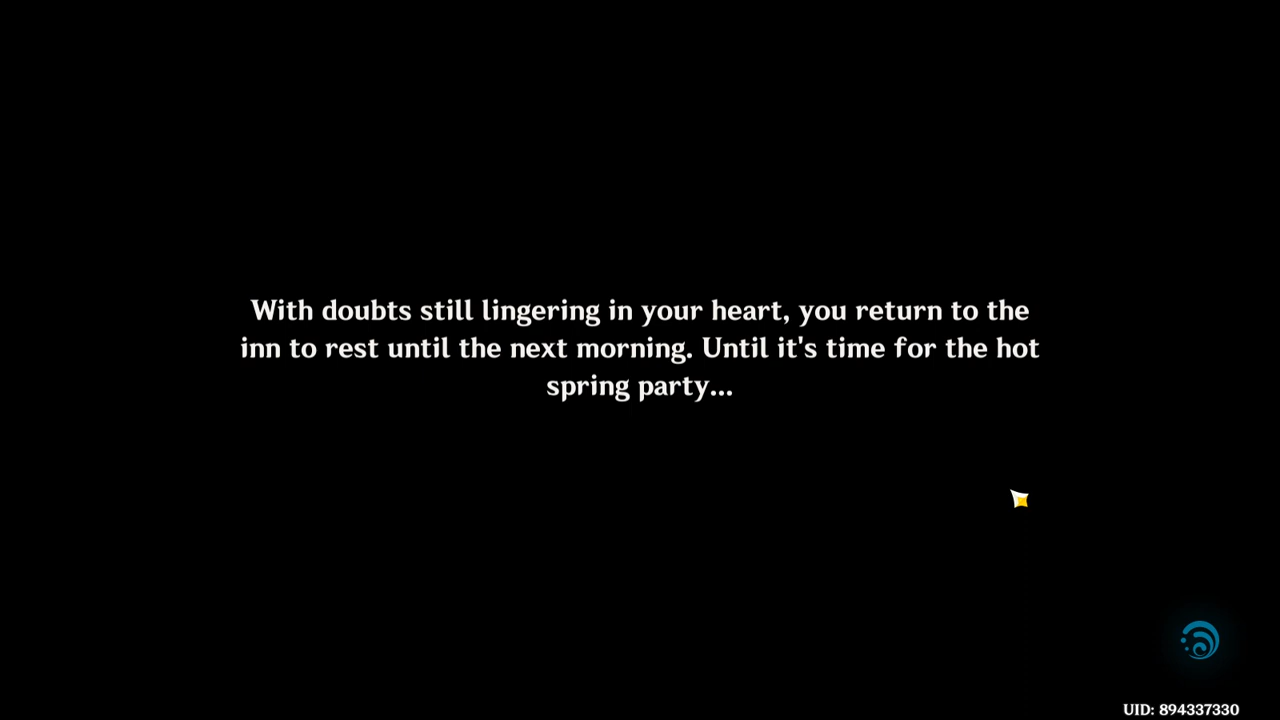 With doubts still lingering in your heart, you return to the
inn to rest until the next morning. Until it's time for the hot
spring party...
UID: 894337330